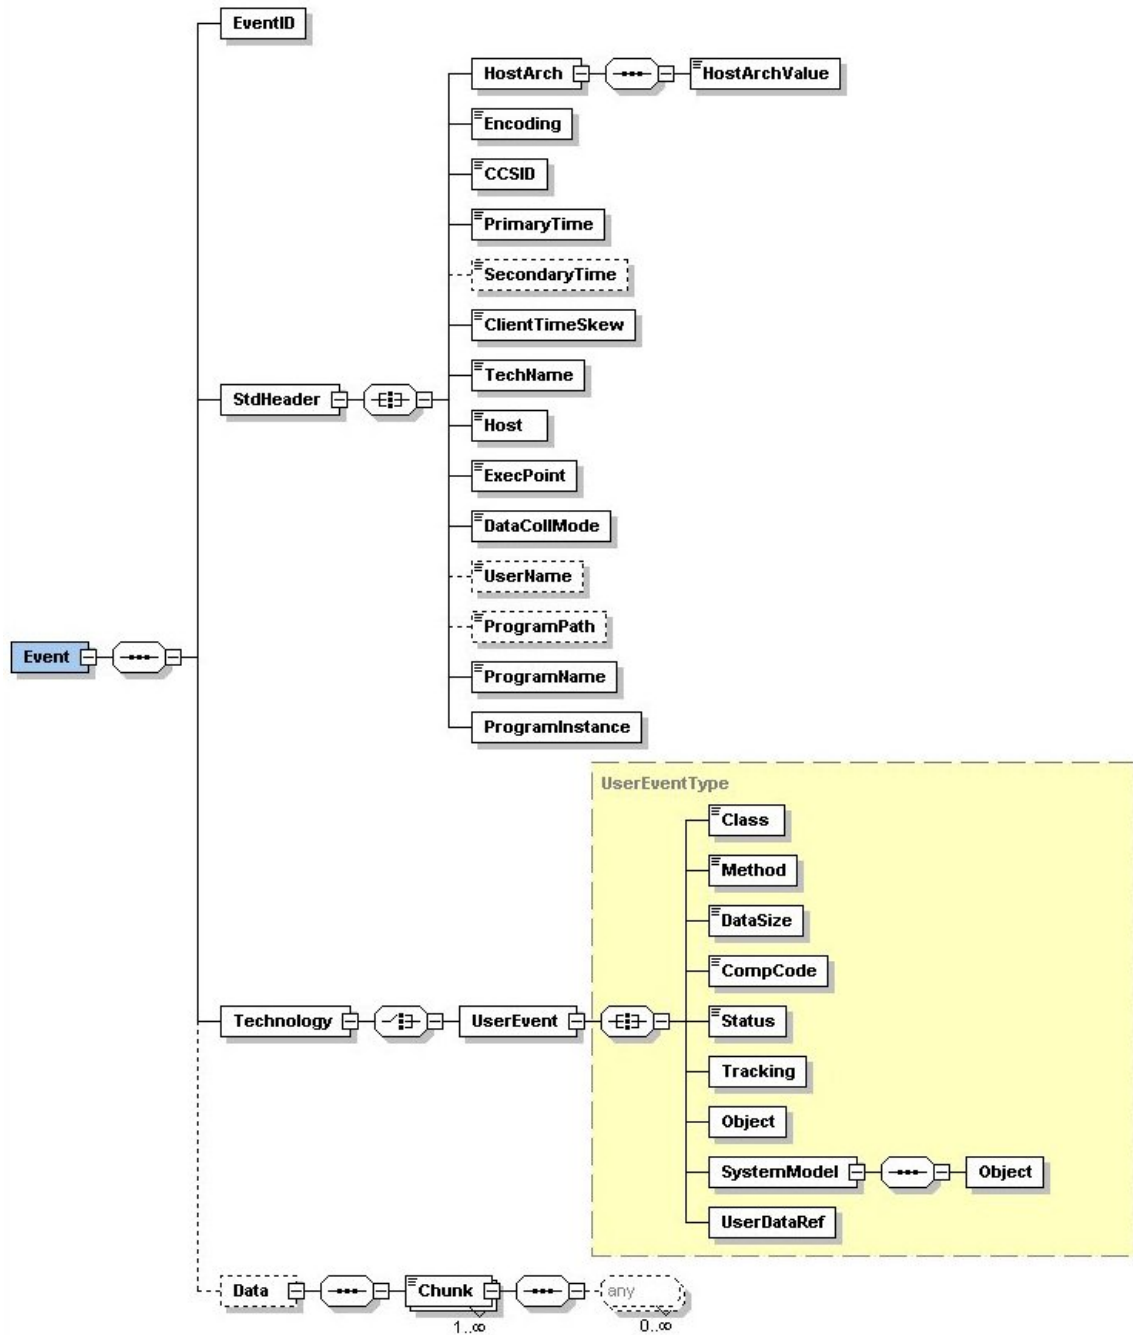 EventID
HostArch
HostArchValue
Encoding
CCSID
PrimaryTime
SecondaryTime
ClientTimeSkew
TechName
StdHeader
Host
ExecPoint
DataCollMode
UserName
ProgramPath
Event
ProgramName
ProgramInstance
UserEventType
Class
Method
DataSize
CompCode
Technology
UserEvent
Status
Tracking
Object
SystemModel
Object
UserDataRef
Data
Chunk
any
1..∞
0..∞